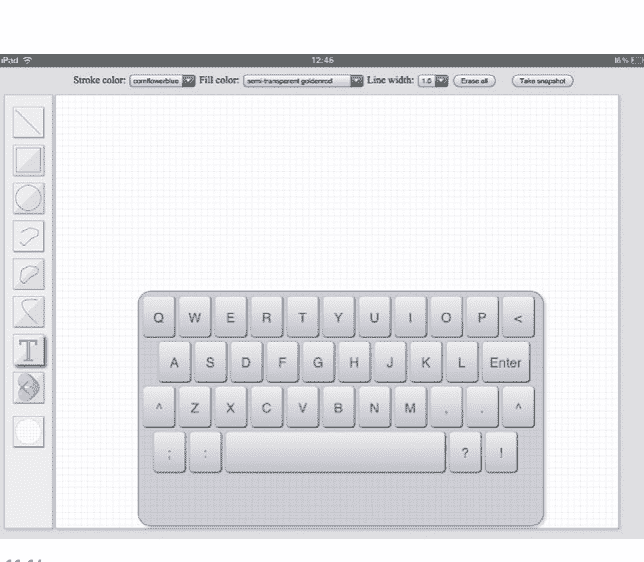 iPad 12:46 16%
Stroke color: cornflowerblue Fill color: semi-transparent goldenrod Line width: 1.0 Erase all Take snapshot
T
Q W E R T Y U I O P <
A S D F G H J K L Enter
^ Z X C V B N M , . ^
; : ? !